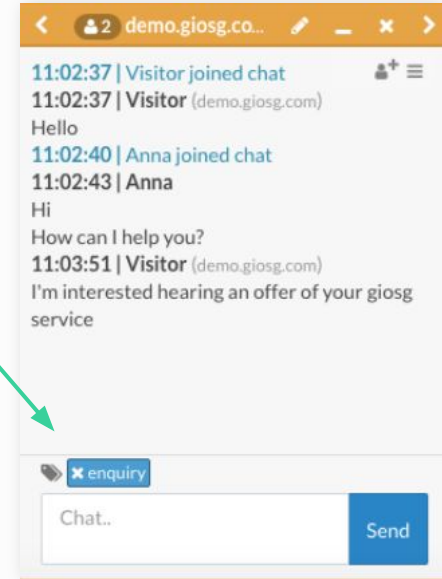 2 demo.giosg.co...
11:02:37 | Visitor joined chat
11:02:37 | Visitor (demo.giosg.com)
Hello
11:02:40 | Anna joined chat
11:02:43 | Anna
Hi
How can I help you?
11:03:51 | Visitor (demo.giosg.com)
I'm interested hearing an offer of your giosg
service
enquiry
Chat..
Send